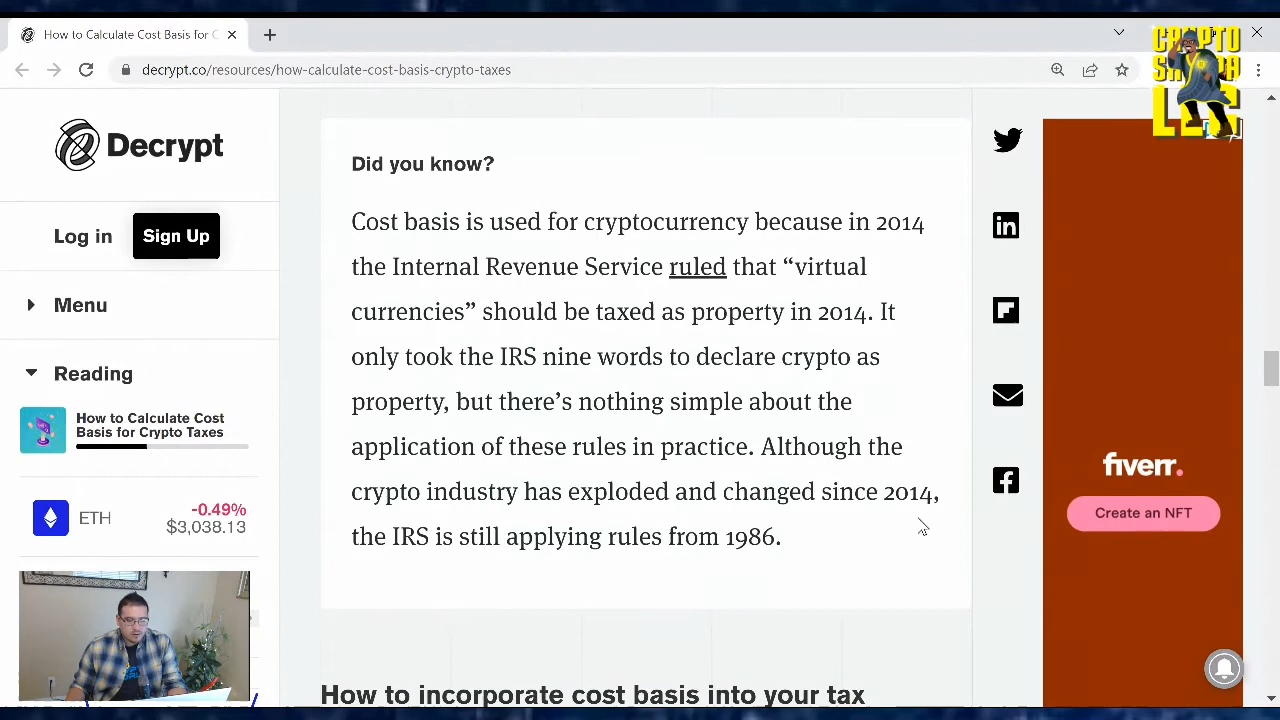 How to Calculate Cost Basis for C
decrypt.co/resources/how-calculate-cost-basis-crypto-taxes
CRYPTO
Decrypt
Log in
Sign Up
Menu
Reading
How to Calculate Cost
Basis for Crypto Taxes
ETH
-0.49%
$3,038.13
Did you know?
Cost basis is used for cryptocurrency because in 2014
the Internal Revenue Service ruled that “virtual
currencies” should be taxed as property in 2014. It
only took the IRS nine words to declare crypto as
property, but there’s nothing simple about the
application of these rules in practice. Although the
crypto industry has exploded and changed since 2014,
the IRS is still applying rules from 1986.
How to incorporate cost basis into your tax
fiverr.
Create an NFT